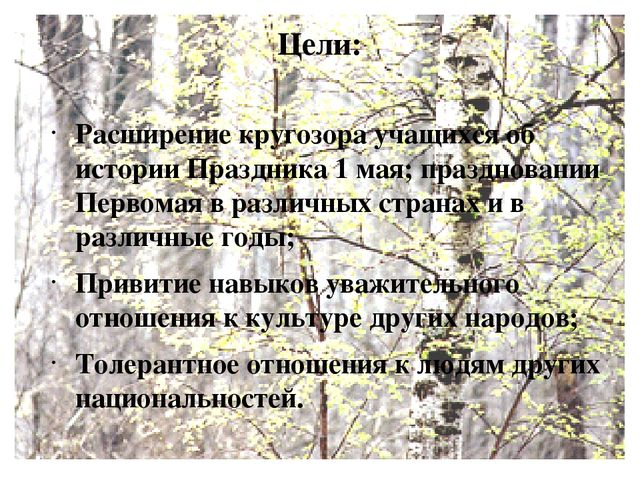 Цели:
· Расширение кругозора учащихся об
истории Праздника 1 мая; праздновании
Первомая в различных странах и в
различные годы;
· Привитие навыков уважительного
отношения к культуре других народов;
· Толерантное отношения к людям других
национальностей.